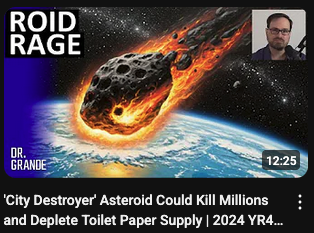 ROID
RAGE
DR.
GRANDE
12:25
'City Destroyer' Asteroid Could Kill Millions
and Deplete Toilet Paper Supply | 2024 YR4...